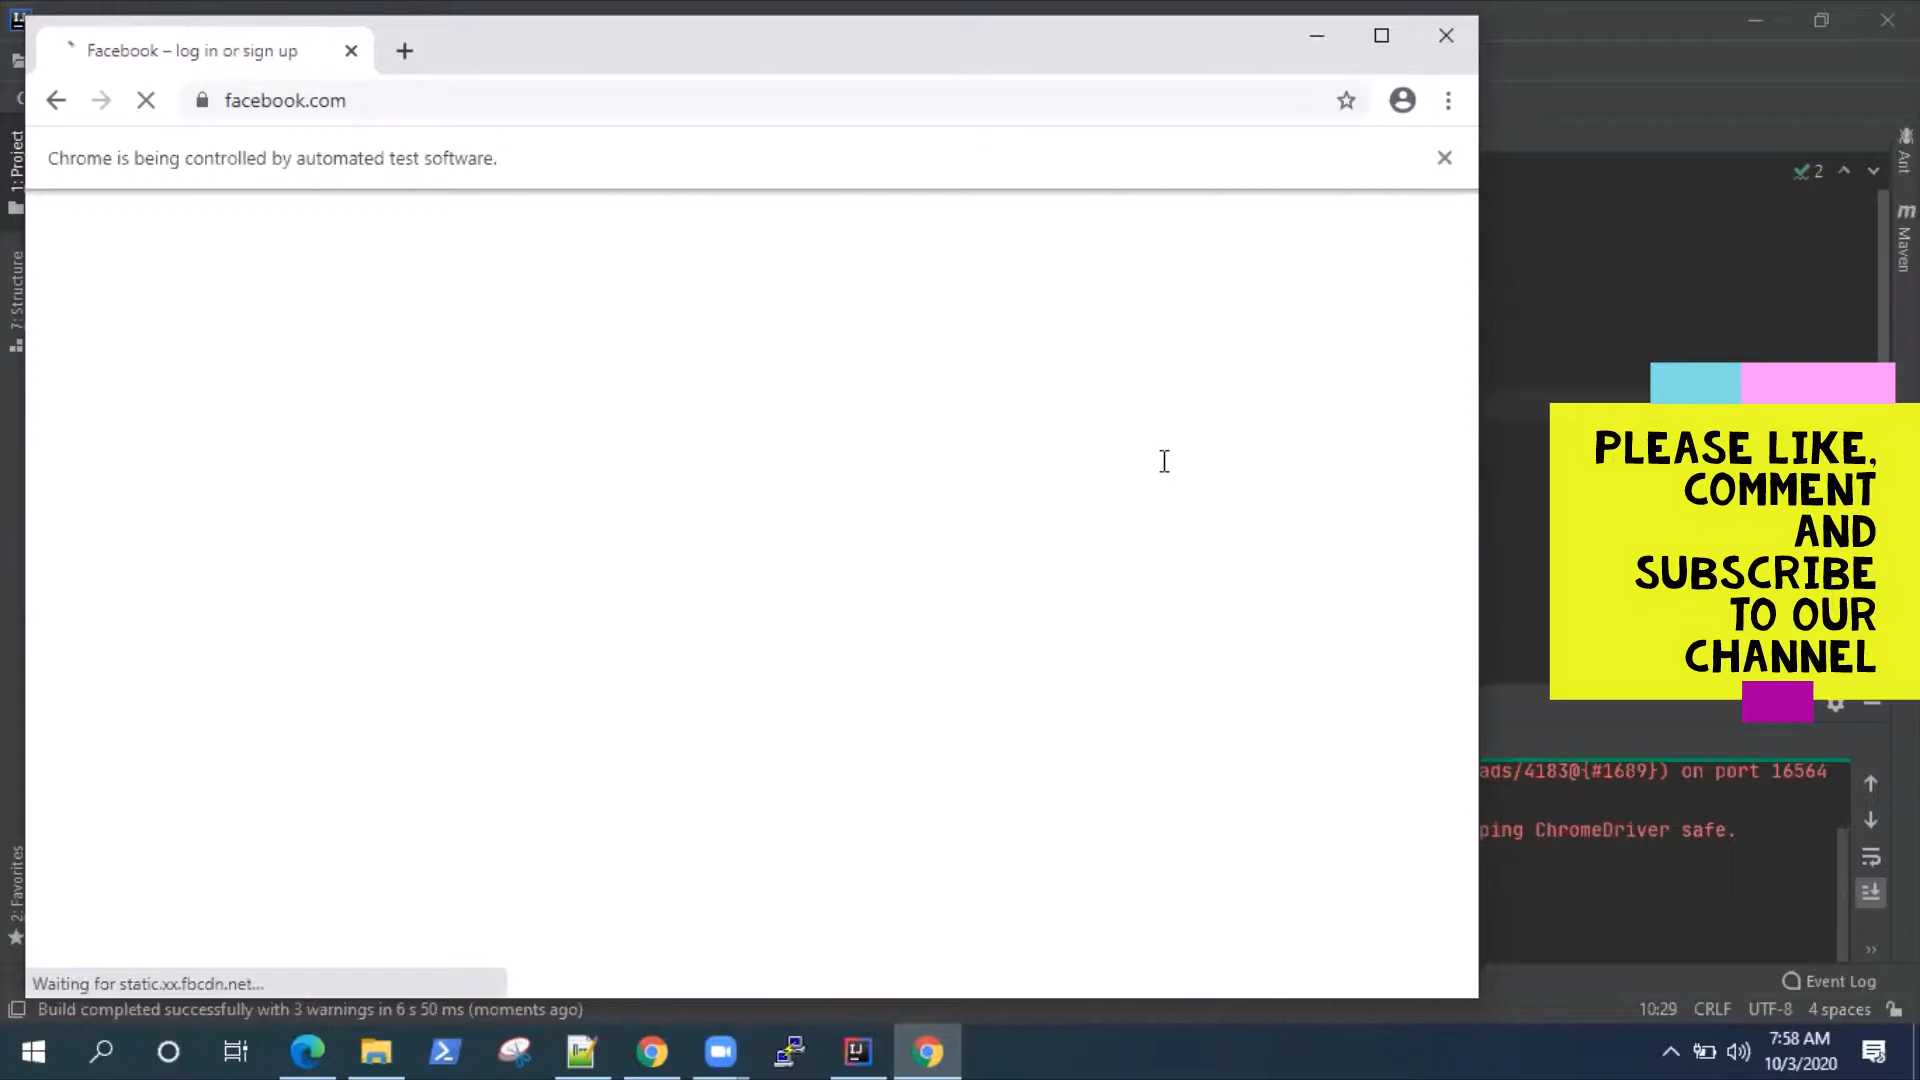 Facebook – log in or sign up
facebook.com
Chrome is being controlled by automated test software.
1: Project
7: Structure
2: Favorites
2
Ant
m
Maven
PLEASE LIKE,
COMMENT
AND
SUBSCRIBE
TO OUR
CHANNEL
ads/4183@{#1689}) on port 16564
ping ChromeDriver safe.
Waiting for static.xx.fbcdn.net...
Event Log
Build completed successfully with 3 warnings in 6 s 50 ms (moments ago)
10:29 CRLF UTF-8 4 spaces
IJ
7:58 AM
10/3/2020